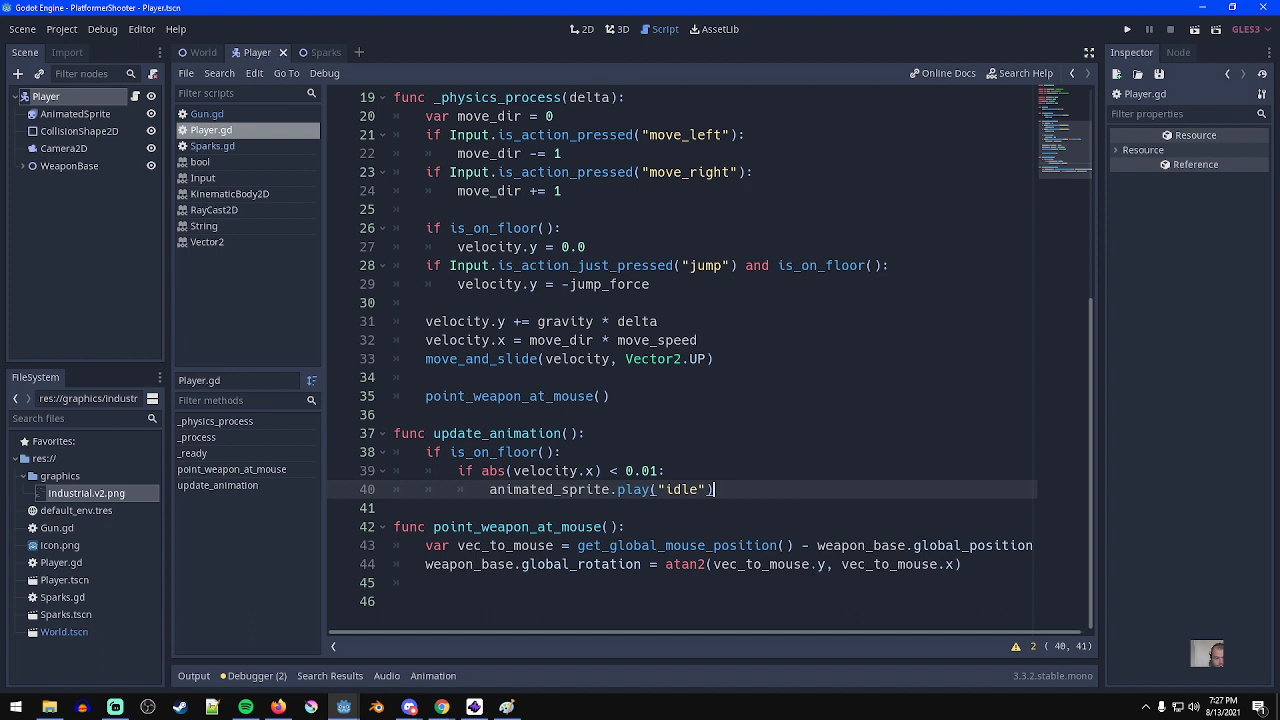 Godot Engine - PlatformerShooter - Player.tscn
Scene Project Debug Editor Help
2D 3D Script AssetLib
GLES3
Scene Import
Filter nodes
Player
AnimatedSprite
CollisionShape2D
Camera2D
WeaponBase
FileSystem
res://graphics/industr
Search files
Favorites:
res://
graphics
Industrial.v2.png
default_env.tres
Gun.gd
Icon.png
Player.gd
Player.tscn
Sparks.gd
Sparks.tscn
World.tscn
World Player Sparks
File Search Edit Go To Debug
Online Docs Search Help
Filter scripts
Gun.gd
Player.gd
Sparks.gd
bool
Input
KinematicBody2D
RayCast2D
String
Vector2
Player.gd
Filter methods
_physics_process
_process
_ready
point_weapon_at_mouse
update_animation
19 func _physics_process(delta):
20 var move_dir = 0
21 if Input.is_action_pressed("move_left"):
22 move_dir -= 1
23 if Input.is_action_pressed("move_right"):
24 move_dir += 1
25
26 if is_on_floor():
27 velocity.y = 0.0
28 if Input.is_action_just_pressed("jump") and is_on_floor():
29 velocity.y = -jump_force
30
31 velocity.y += gravity * delta
32 velocity.x = move_dir * move_speed
33 move_and_slide(velocity, Vector2.UP)
34
35 point_weapon_at_mouse()
36
37 func update_animation():
38 if is_on_floor():
39 if abs(velocity.x) < 0.01:
40 animated_sprite.play("idle")
41
42 func point_weapon_at_mouse():
43 var vec_to_mouse = get_global_mouse_position() - weapon_base.global_position
44 weapon_base.global_rotation = atan2(vec_to_mouse.y, vec_to_mouse.x)
45
46
2 ( 40, 41)
Output Debugger (2) Search Results Audio Animation
3.3.2.stable.mono
Inspector Node
Player.gd
Filter properties
Resource
Resource
Reference
7:27 PM
8/13/2021